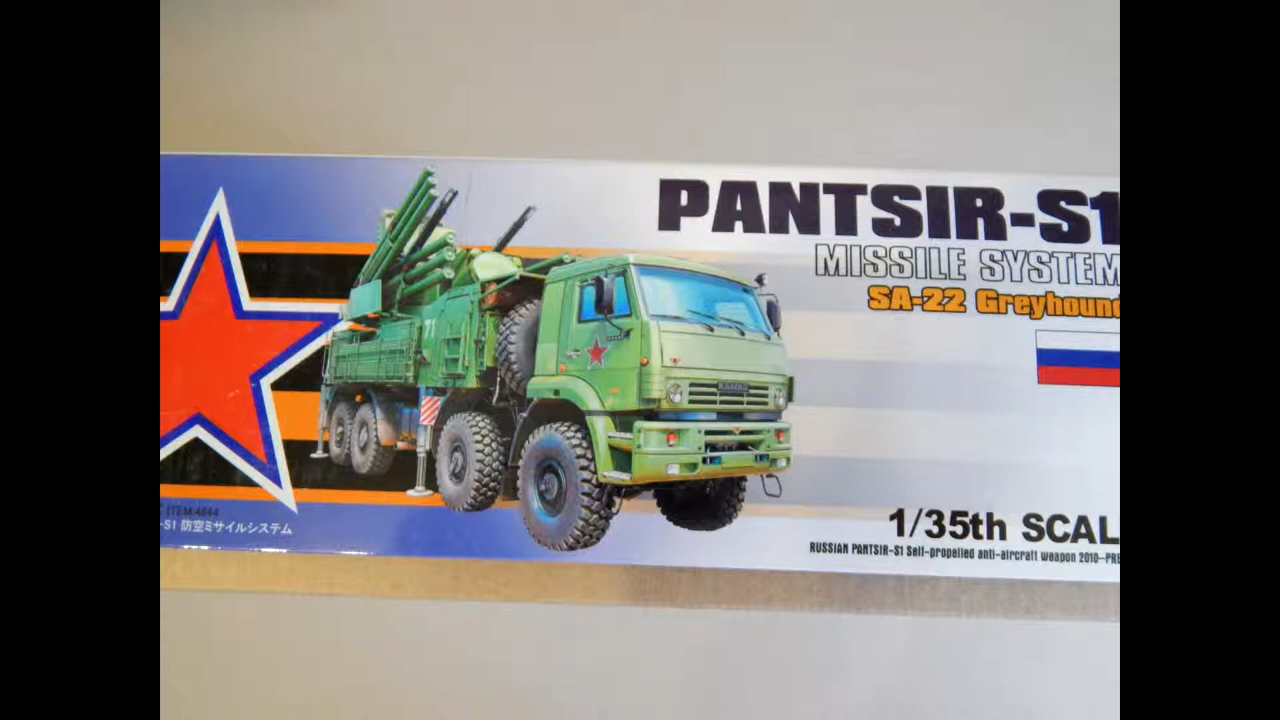 PANTSIR-S1
MISSILE SYSTEM
SA-22 Greyhound
ITEM:4644
-S1 防空ミサイルシステム
1/35th SCAL
RUSSIAN PANTSIR-S1 Self-propelled anti-aircraft weapon 2010-PRE